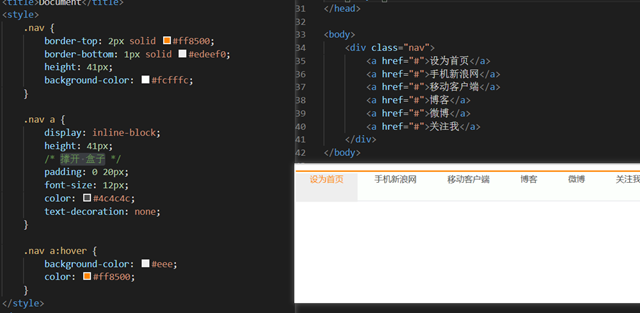 <title>Document</title>
<style>
.nav {
border-top: 2px solid #ff8500;
border-bottom: 1px solid #edeef0;
height: 41px;
background-color: #fcfffc;
}
.nav a {
display: inline-block;
height: 41px;
/* 撑开 盒子 */
padding: 0 20px;
font-size: 12px;
color: #4c4c4c;
text-decoration: none;
}
.nav a:hover {
background-color: #eee;
color: #ff8500;
}
</style>
31 </head>
32
33 <body>
34 <div class="nav">
35 <a href="#">设为首页</a>
36 <a href="#">手机新浪网</a>
37 <a href="#">移动客户端</a>
38 <a href="#">博客</a>
39 <a href="#">微博</a>
40 <a href="#">关注我</a>
41 </div>
42 </body>
设为首页 手机新浪网 移动客户端 博客 微博 关注我